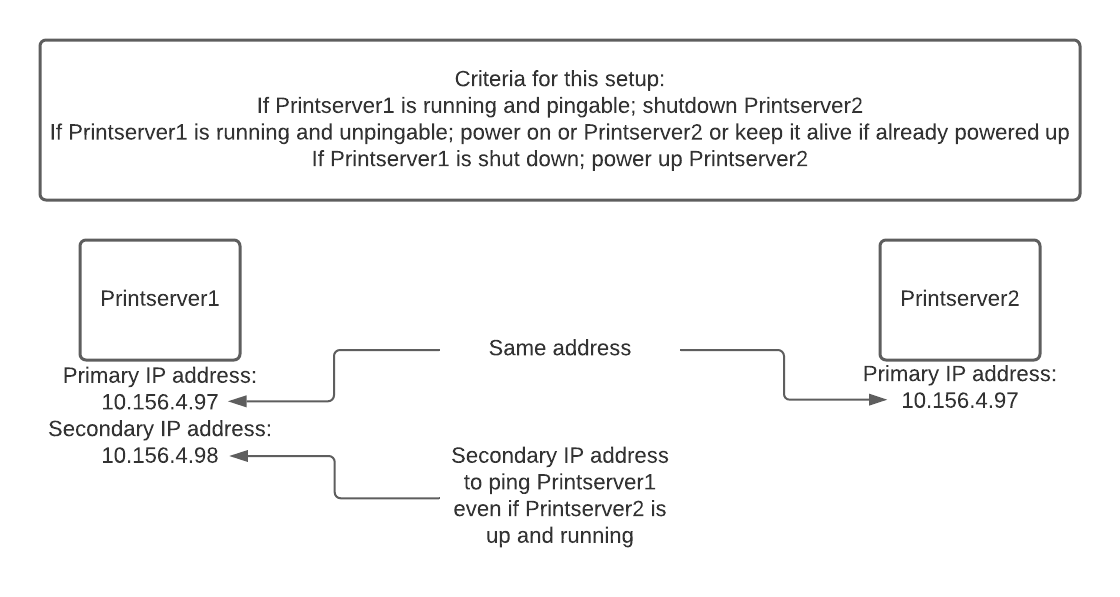 Criteria for this setup:
If Printserver1 is running and pingable; shutdown Printserver2
If Printserver1 is running and unpingable; power on or Printserver2 or keep it alive if already powered up
If Printserver1 is shut down; power up Printserver2
Printserver1
Printserver2
Same address
Primary IP address:
10.156.4.97
Secondary IP address:
10.156.4.98
Primary IP address:
10.156.4.97
Secondary IP address
to ping Printserver1
even if Printserver2 is
up and running